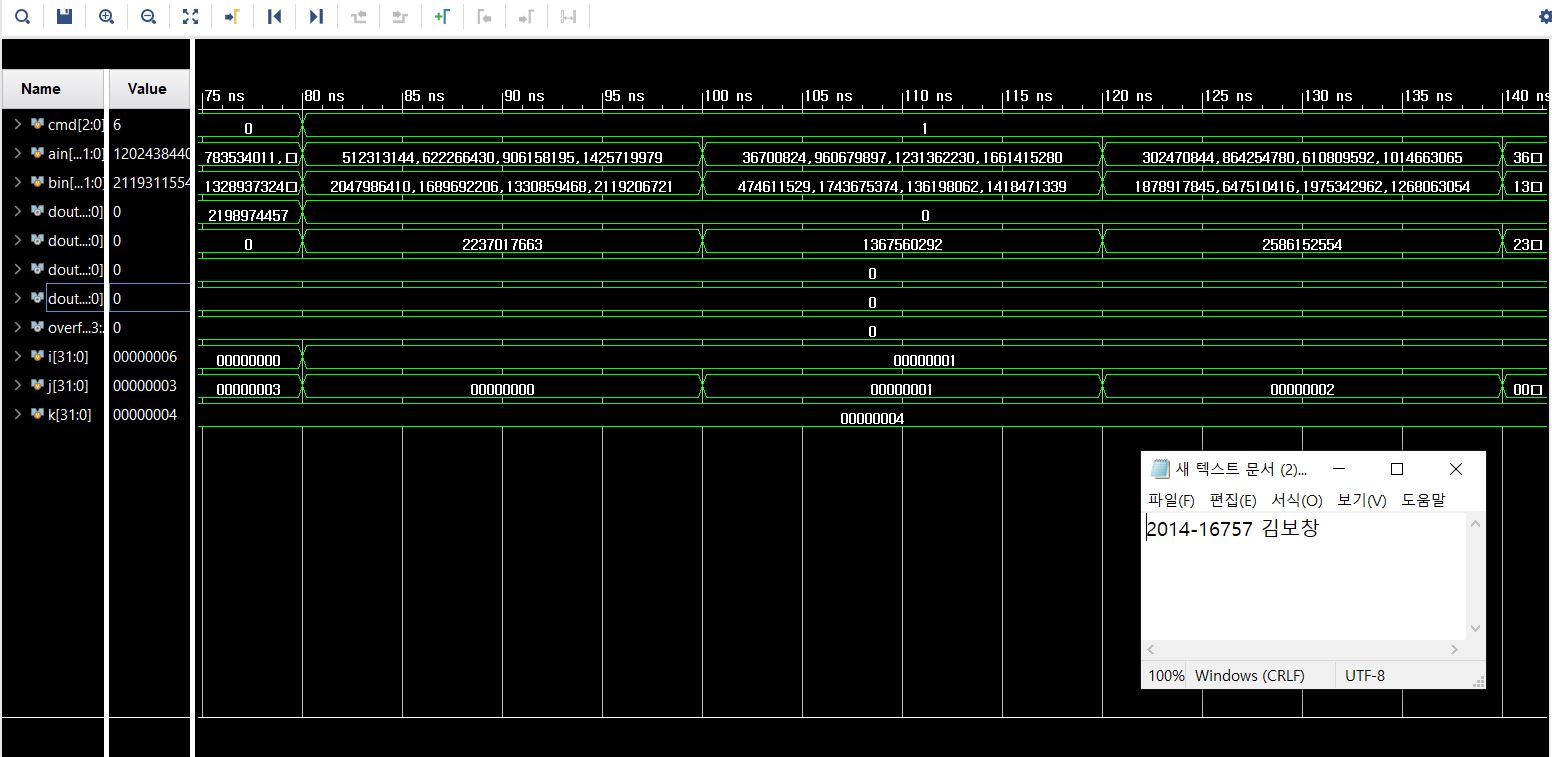 Name Value
75 ns 80 ns 85 ns 90 ns 95 ns 100 ns 105 ns 110 ns 115 ns 120 ns 125 ns 130 ns 135 ns 140 ns
cmd[2:0] 6 0 1
ain[...1:0] 1202438440 783534011, 512313144,622266430,906158195,1425719979 36700824,960679897,1231362230,1661415280 302470844,864254780,610809592,1014663065 36
bin[...1:0] 2119311554 1328937324 2047986410,1689692206,1330859468,2119206721 474611529,1743675374,136198062,1418471339 1878917845,647510416,1975342962,1268063054 13
dout...:0] 0 2198974457 0
dout...:0] 0 0 2237017663 1367560292 2586152554 23
dout...:0] 0 0
dout...:0] 0 0
overf...3:. 0 0
i[31:0] 00000006 00000000 00000001
j[31:0] 00000003 00000003 00000000 00000001 00000002 00
k[31:0] 00000004 00000004
새 텍스트 문서 (2)...
파일(F) 편집(E) 서식(O) 보기(V) 도움말
2014-16757 김보창
100% Windows (CRLF) UTF-8